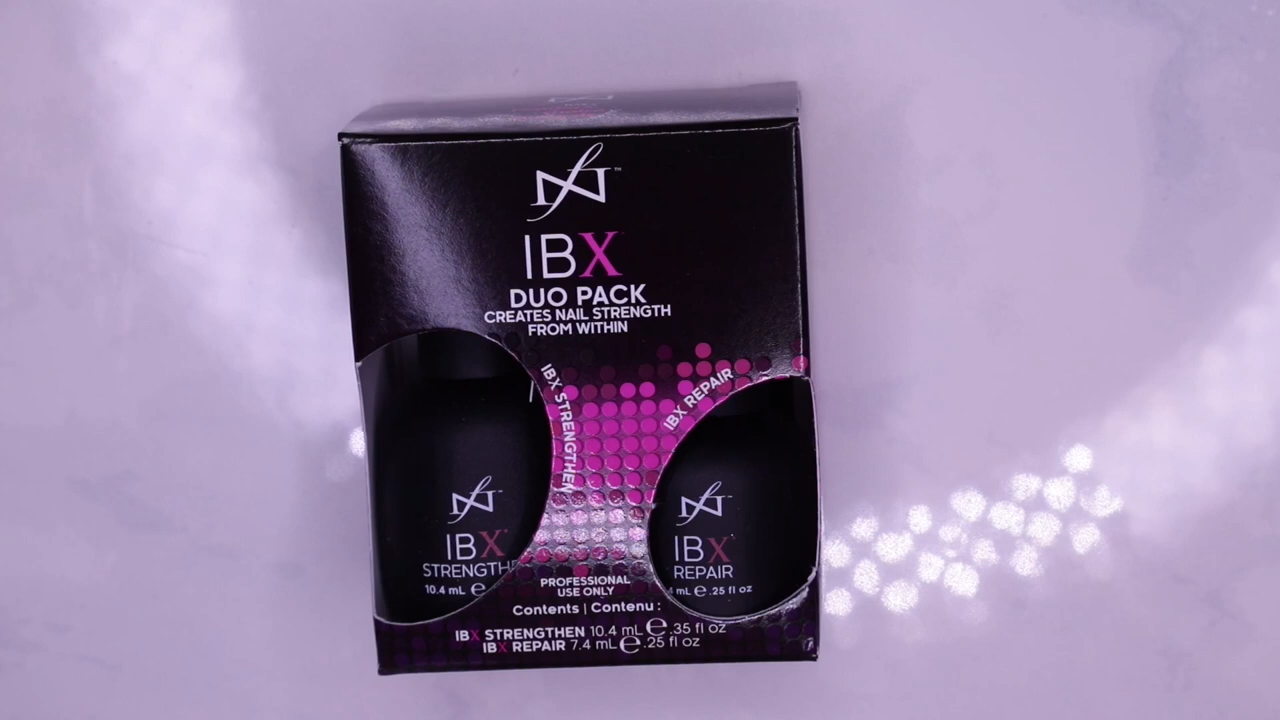 IBX
DUO PACK
CREATES NAIL STRENGTH
FROM WITHIN
IBX STRENGTHEN
IBX REPAIR
IBX
STRENGTHE
10.4 mL e
IBX
REPAIR
4 mL e .25 fl oz
PROFESSIONAL
USE ONLY
Contents | Contenu :
IBX STRENGTHEN 10.4 mL e .35 fl oz
IBX REPAIR 7.4 mL e .25 fl oz